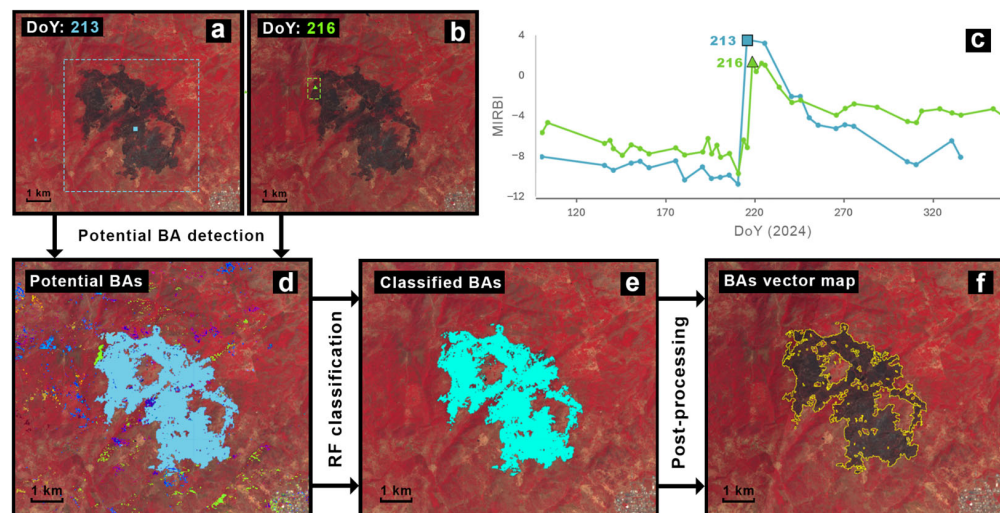 DoY: 213
a
1 km
DoY: 216
b
1 km
c
4
0
−4
−8
−12
MIRBI
213
216
120
170
220
270
320
DoY (2024)
Potential BA detection
Potential BAs
d
1 km
RF classification
Classified BAs
e
1 km
Post-processing
BAs vector map
f
1 km